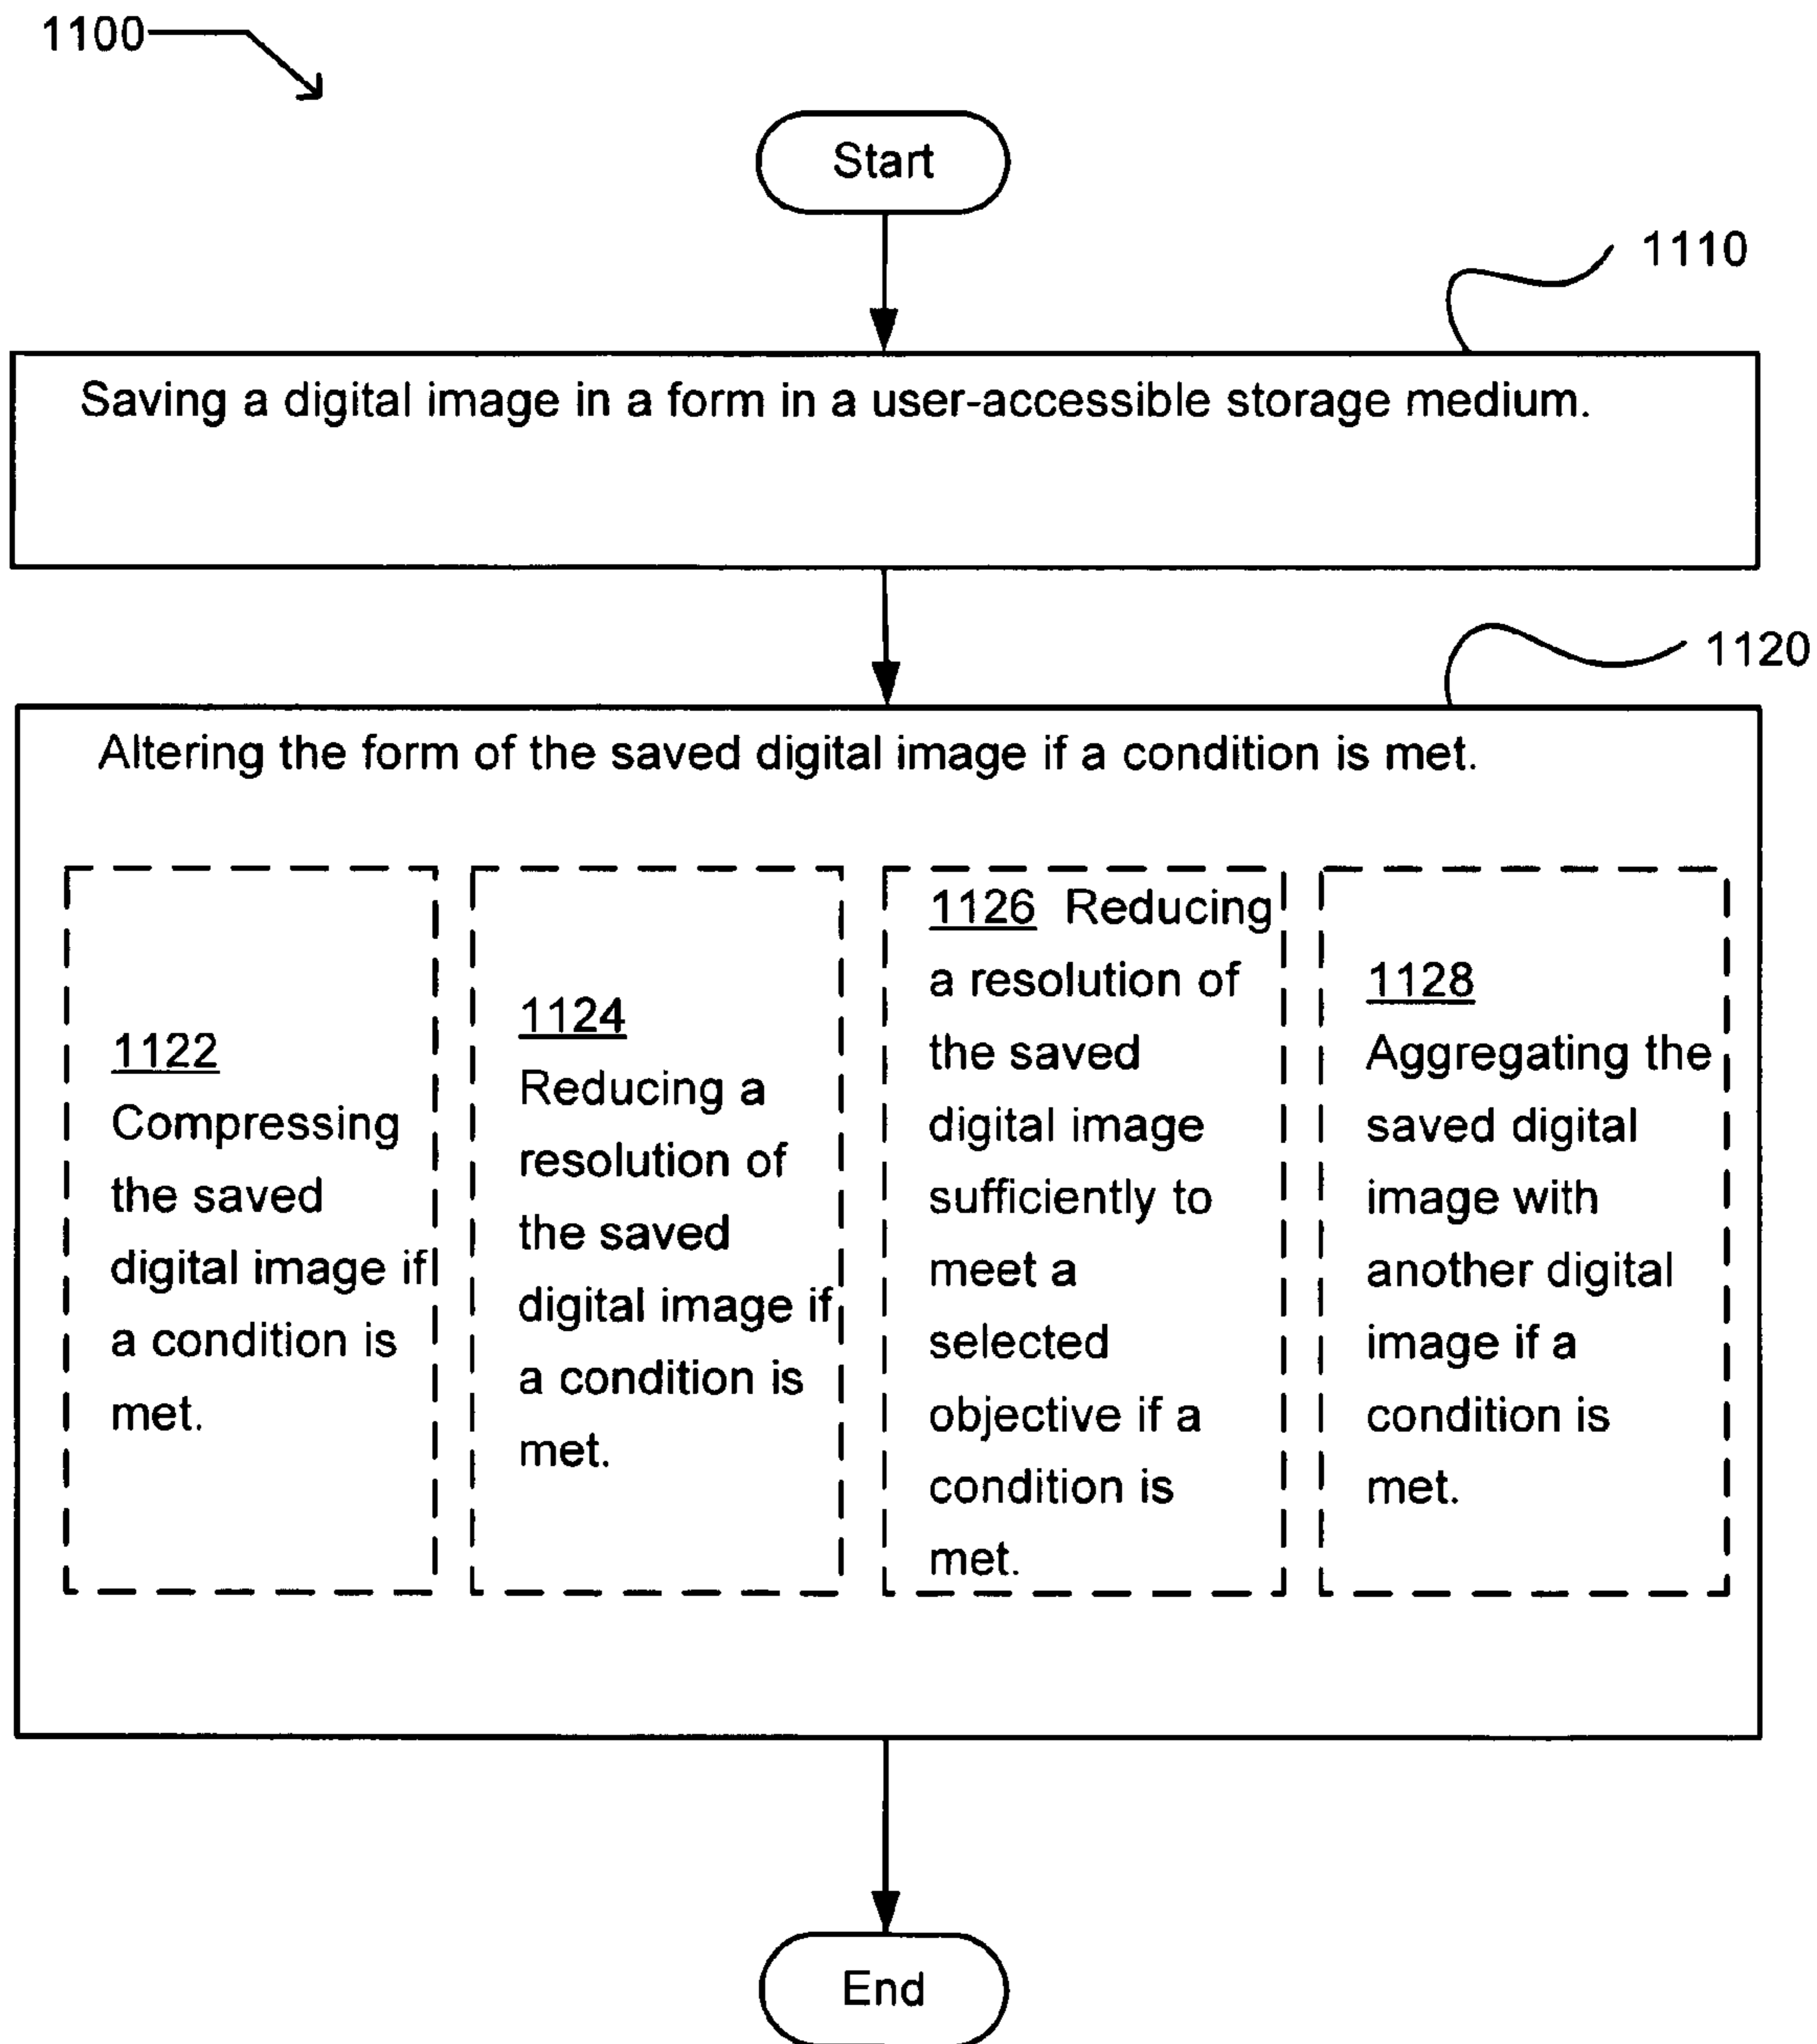 1100
Start
1110
Saving a digital image in a form in a user-accessible storage medium.
1120
Altering the form of the saved digital image if a condition is met.
1122
Compressing
the saved
digital image if
a condition is
met.
1124
Reducing a
resolution of
the saved
digital image if
a condition is
met.
1126 Reducing
a resolution of
the saved
digital image
sufficiently to
meet a
selected
objective if a
condition is
met.
1128
Aggregating the
saved digital
image with
another digital
image if a
condition is
met.
End